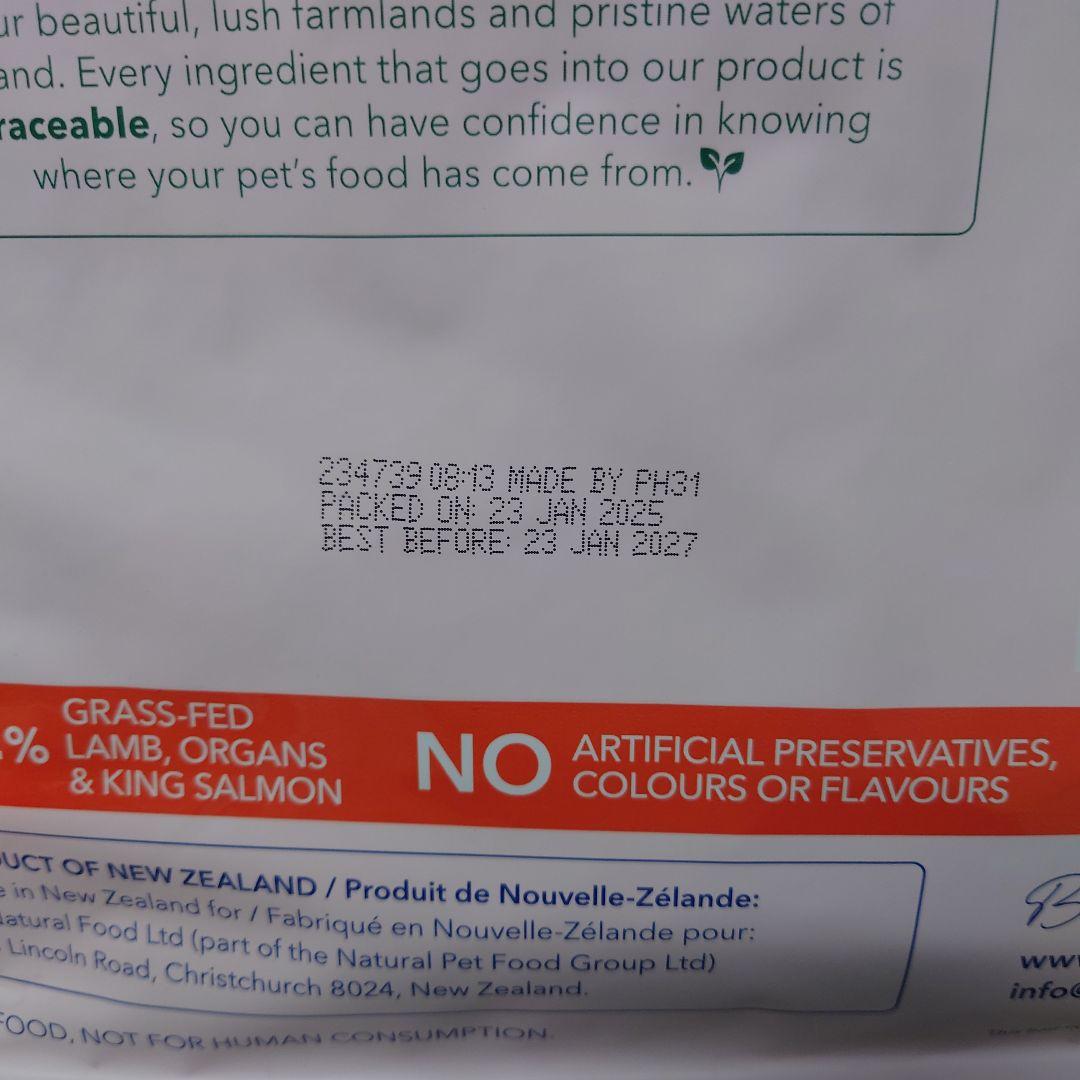 beautiful, lush farmlands and pristine waters of
Every ingredient that goes into our product is
raceable, so you can have confidence in knowing
where your pet's food has come from.
234739 08:13 MADE BY PH31
PACKED ON: 23 JAN 2025
BEST BEFORE: 23 JAN 2027
% GRASS-FED
LAMB, ORGANS
& KING SALMON
NO
ARTIFICIAL PRESERVATIVES,
COLOURS OR FLAVOURS
UCT OF NEW ZEALAND / Produit de Nouvelle-Zélande:
in New Zealand for / Fabriqué en Nouvelle-Zélande pour:
atural Food Ltd (part of the Natural Pet Food Group Ltd)
Lincoln Road, Christchurch 8024, New Zealand.
FOOD, NOT FOR HUMAN CONSUMPTION.
ww
info@